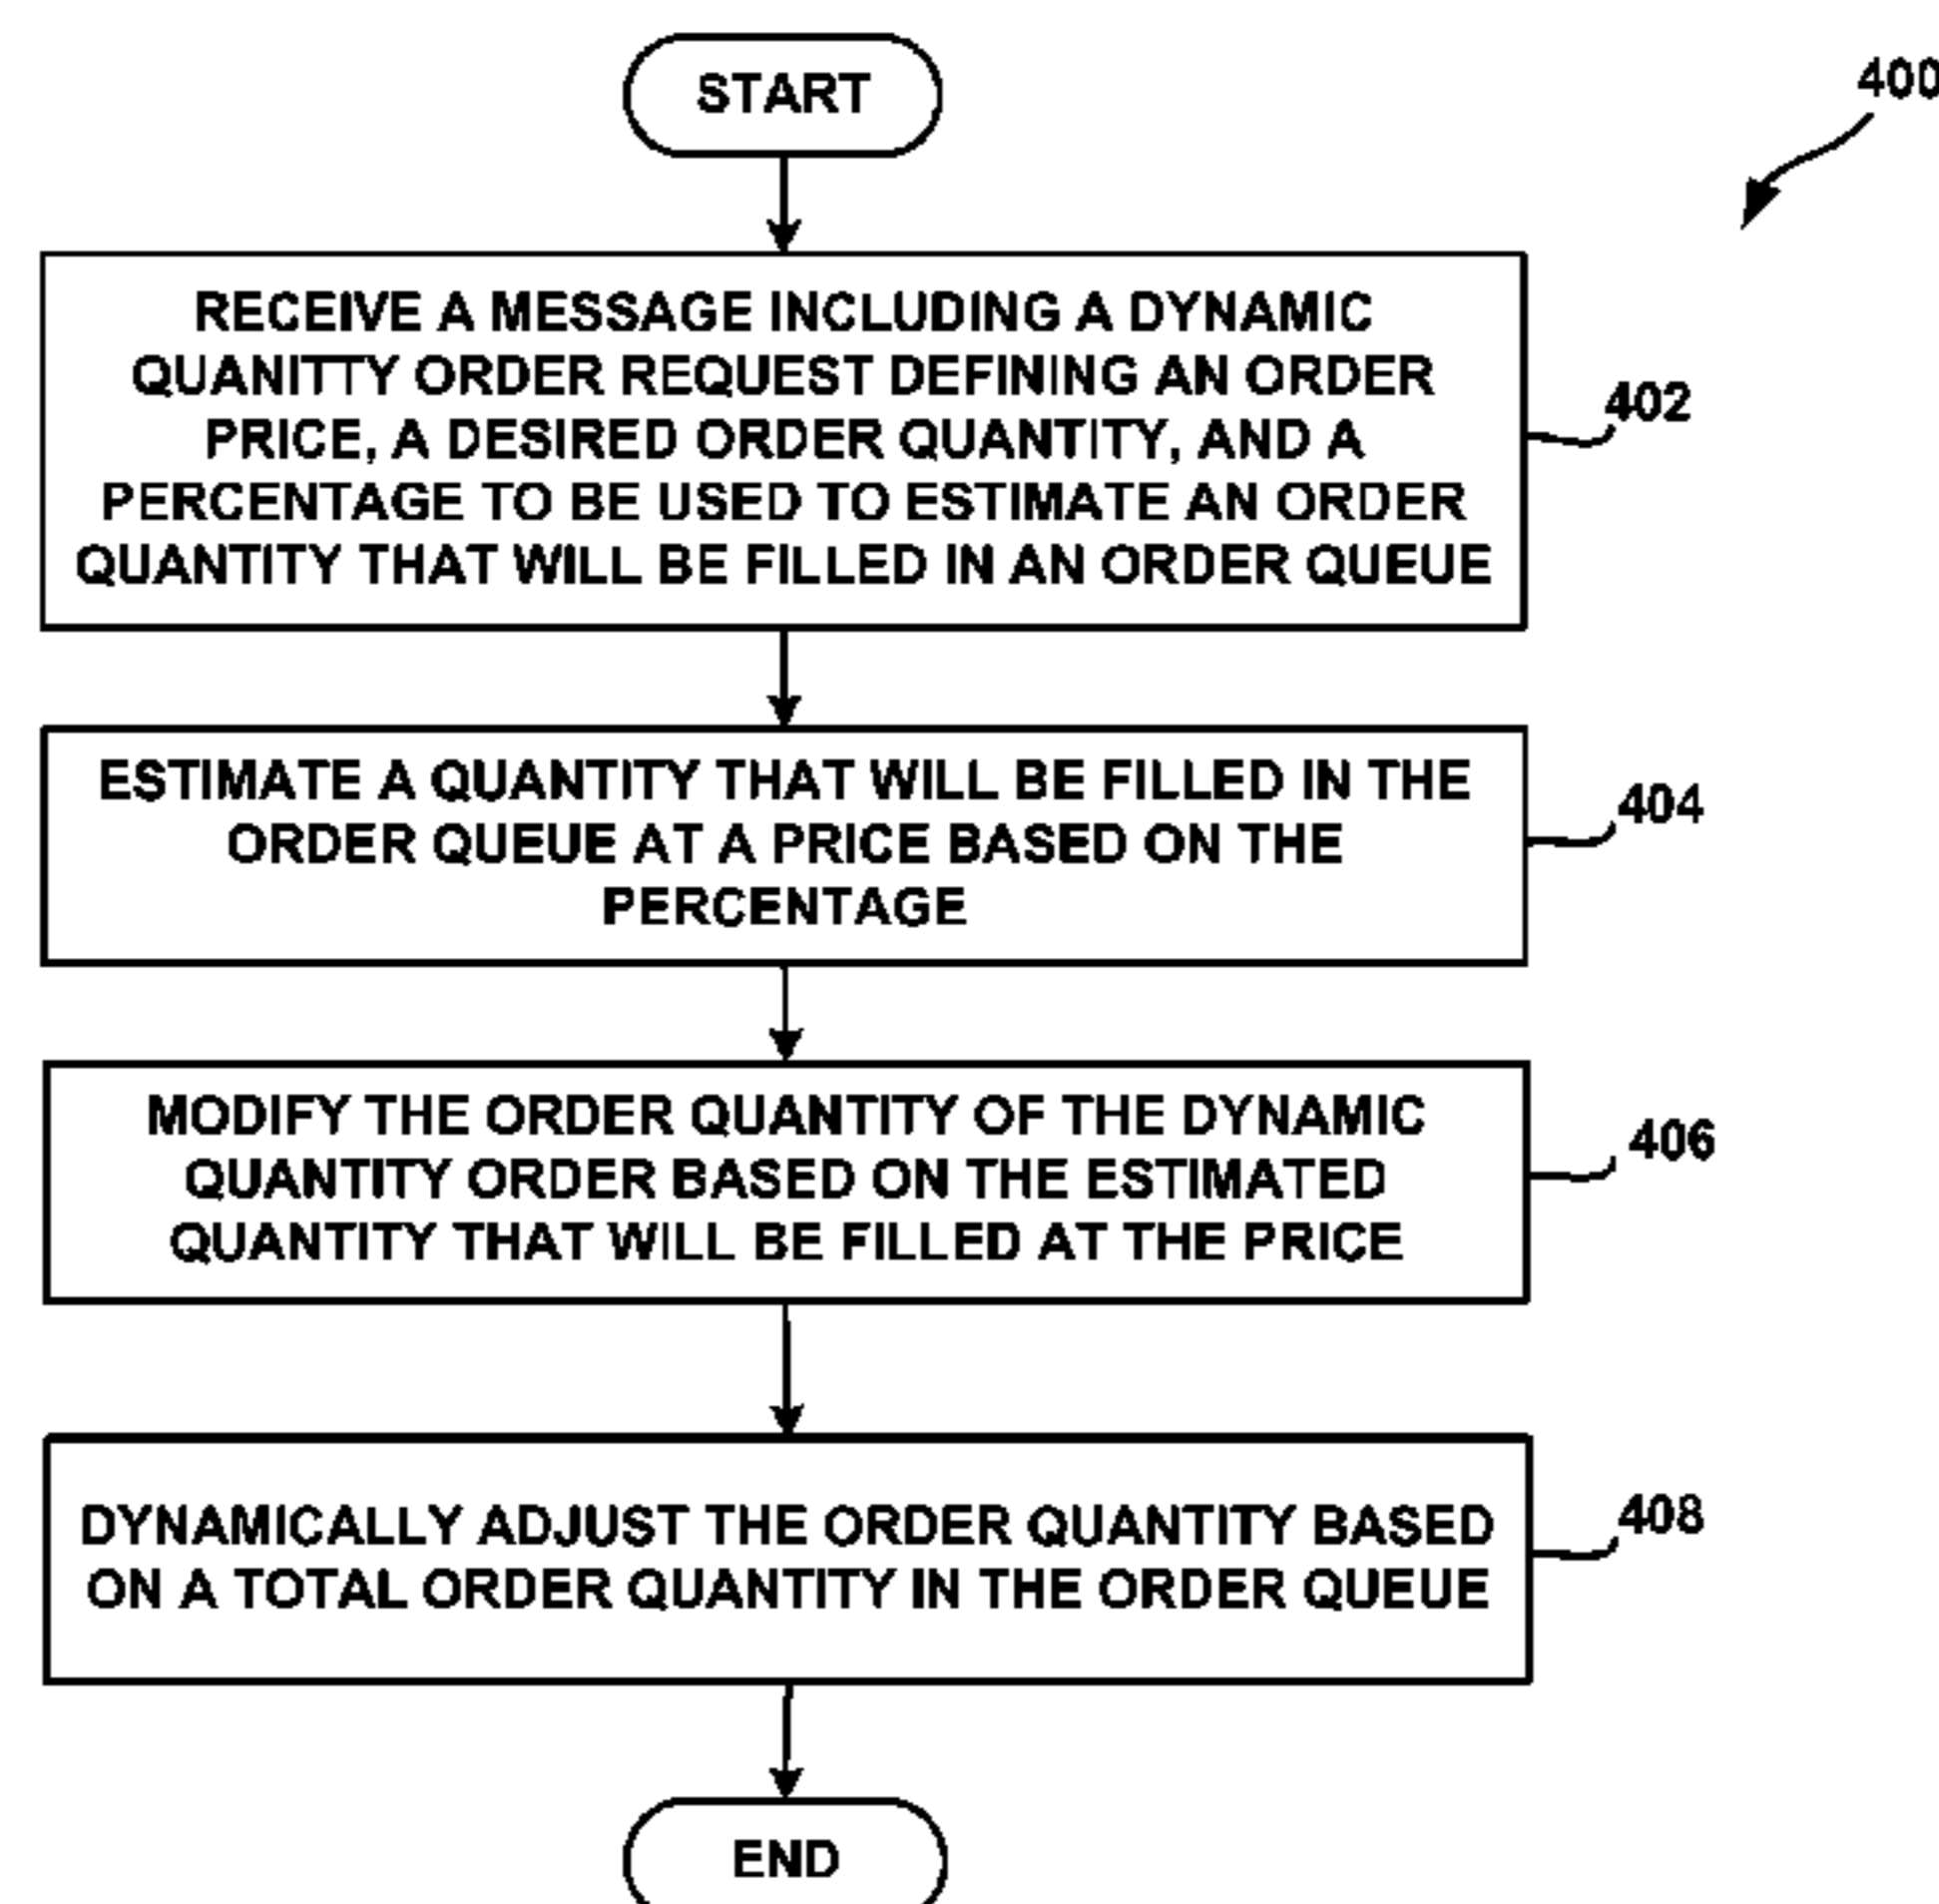 START
400
RECEIVE A MESSAGE INCLUDING A DYNAMIC
QUANITTY ORDER REQUEST DEFINING AN ORDER
PRICE, A DESIRED ORDER QUANTITY, AND A
PERCENTAGE TO BE USED TO ESTIMATE AN ORDER
QUANTITY THAT WILL BE FILLED IN AN ORDER QUEUE
402
ESTIMATE A QUANTITY THAT WILL BE FILLED IN THE
ORDER QUEUE AT A PRICE BASED ON THE
PERCENTAGE
404
MODIFY THE ORDER QUANTITY OF THE DYNAMIC
QUANTITY ORDER BASED ON THE ESTIMATED
QUANTITY THAT WILL BE FILLED AT THE PRICE
406
DYNAMICALLY ADJUST THE ORDER QUANTITY BASED
ON A TOTAL ORDER QUANTITY IN THE ORDER QUEUE
408
END